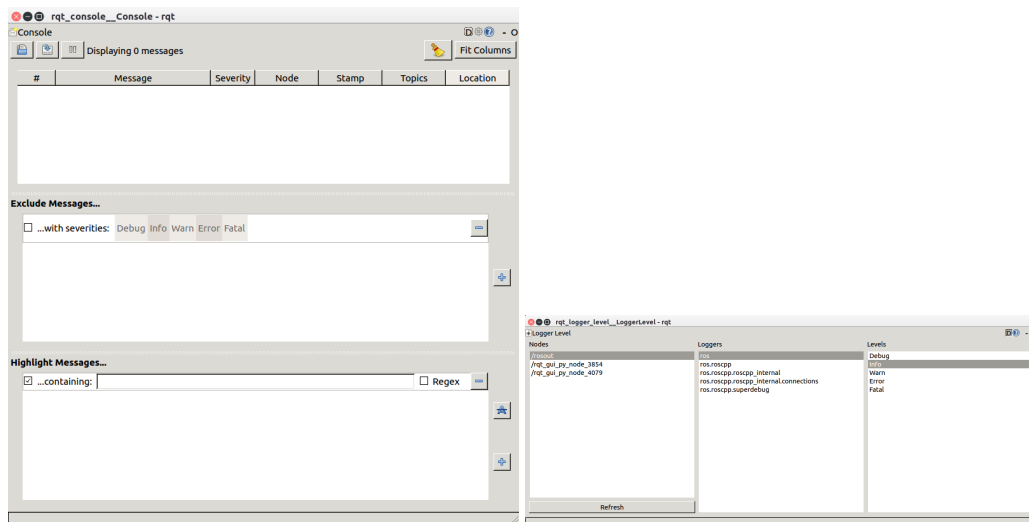 rqt_console__Console - rqt
Console
D
- O
Displaying 0 messages
Fit Columns
# Message Severity Node Stamp Topics Location
Exclude Messages...
...with severities: Debug Info Warn Error Fatal
Highlight Messages...
...containing: Regex
rqt_logger_level__LoggerLevel - rqt
Logger Level
D
-
Nodes Loggers Levels
/rosout ros Debug
/rqt_gui_py_node_3854 ros.roscpp Info
/rqt_gui_py_node_4079 ros.roscpp.roscpp_internal Warn
ros.roscpp.roscpp_internal.connections Error
ros.roscpp.superdebug Fatal
Refresh